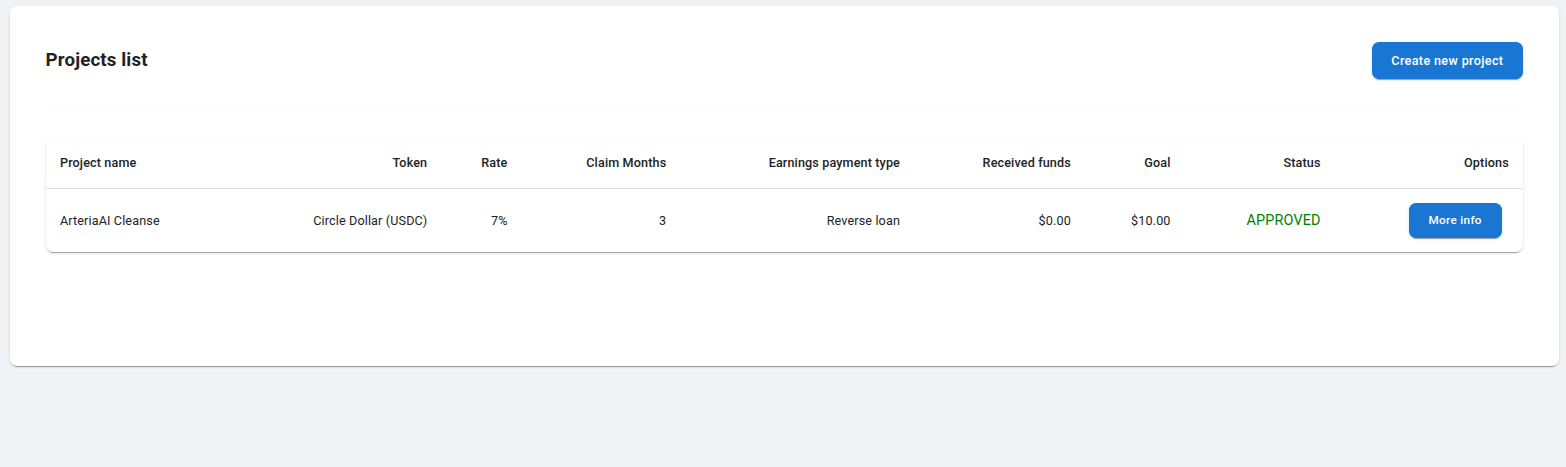 Projects list
Create new project
Project name Token Rate Claim Months Earnings payment type Received funds Goal Status Options
ArteriaAI Cleanse Circle Dollar (USDC) 7% 3 Reverse loan $0.00 $10.00 APPROVED More info